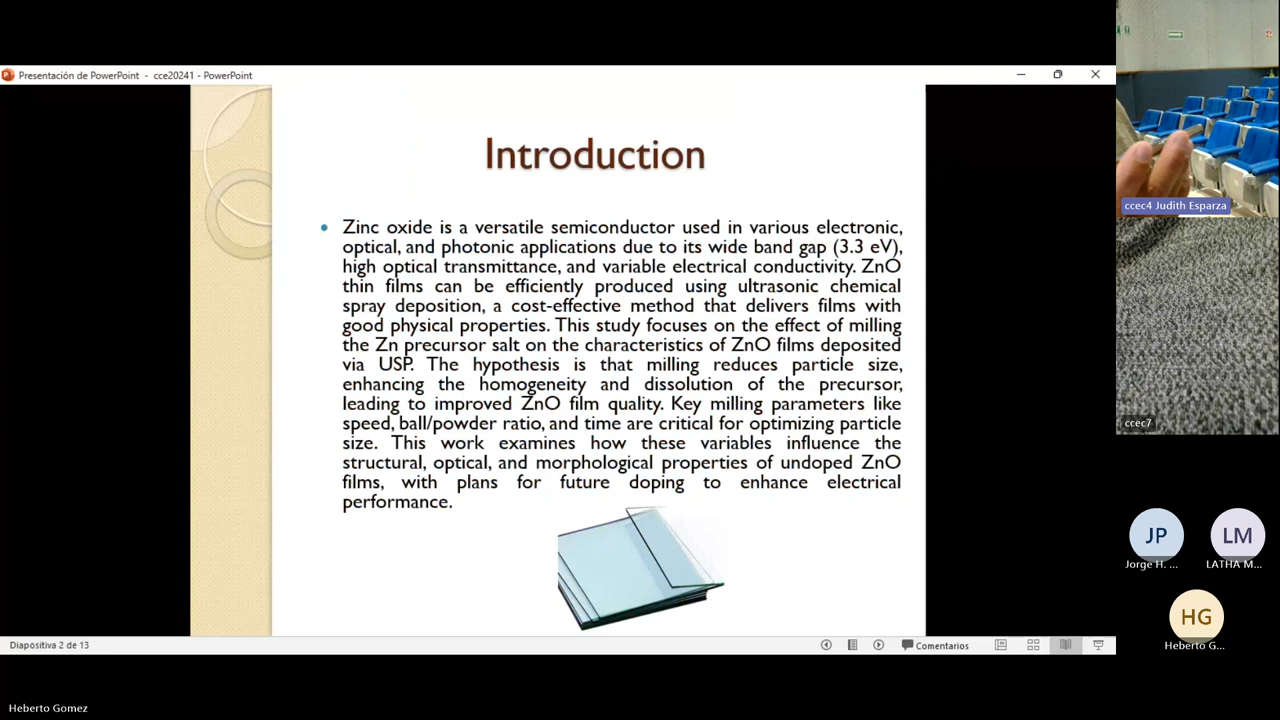 Presentación de PowerPoint - cce20241 - PowerPoint
Introduction
Zinc oxide is a versatile semiconductor used in various electronic,
optical, and photonic applications due to its wide band gap (3.3 eV),
high optical transmittance, and variable electrical conductivity. ZnO
thin films can be efficiently produced using ultrasonic chemical
spray deposition, a cost-effective method that delivers films with
good physical properties. This study focuses on the effect of milling
the Zn precursor salt on the characteristics of ZnO films deposited
via USP. The hypothesis is that milling reduces particle size,
enhancing the homogeneity and dissolution of the precursor,
leading to improved ZnO film quality. Key milling parameters like
speed, ball/powder ratio, and time are critical for optimizing particle
size. This work examines how these variables influence the
structural, optical, and morphological properties of undoped ZnO
films, with plans for future doping to enhance electrical
performance.
Diapositiva 2 de 13
Comentarios
ccec4 Judith Esparza
ccec7
JP
Jorge H. ...
LM
LATHA M...
HG
Heberto G...
Heberto Gomez